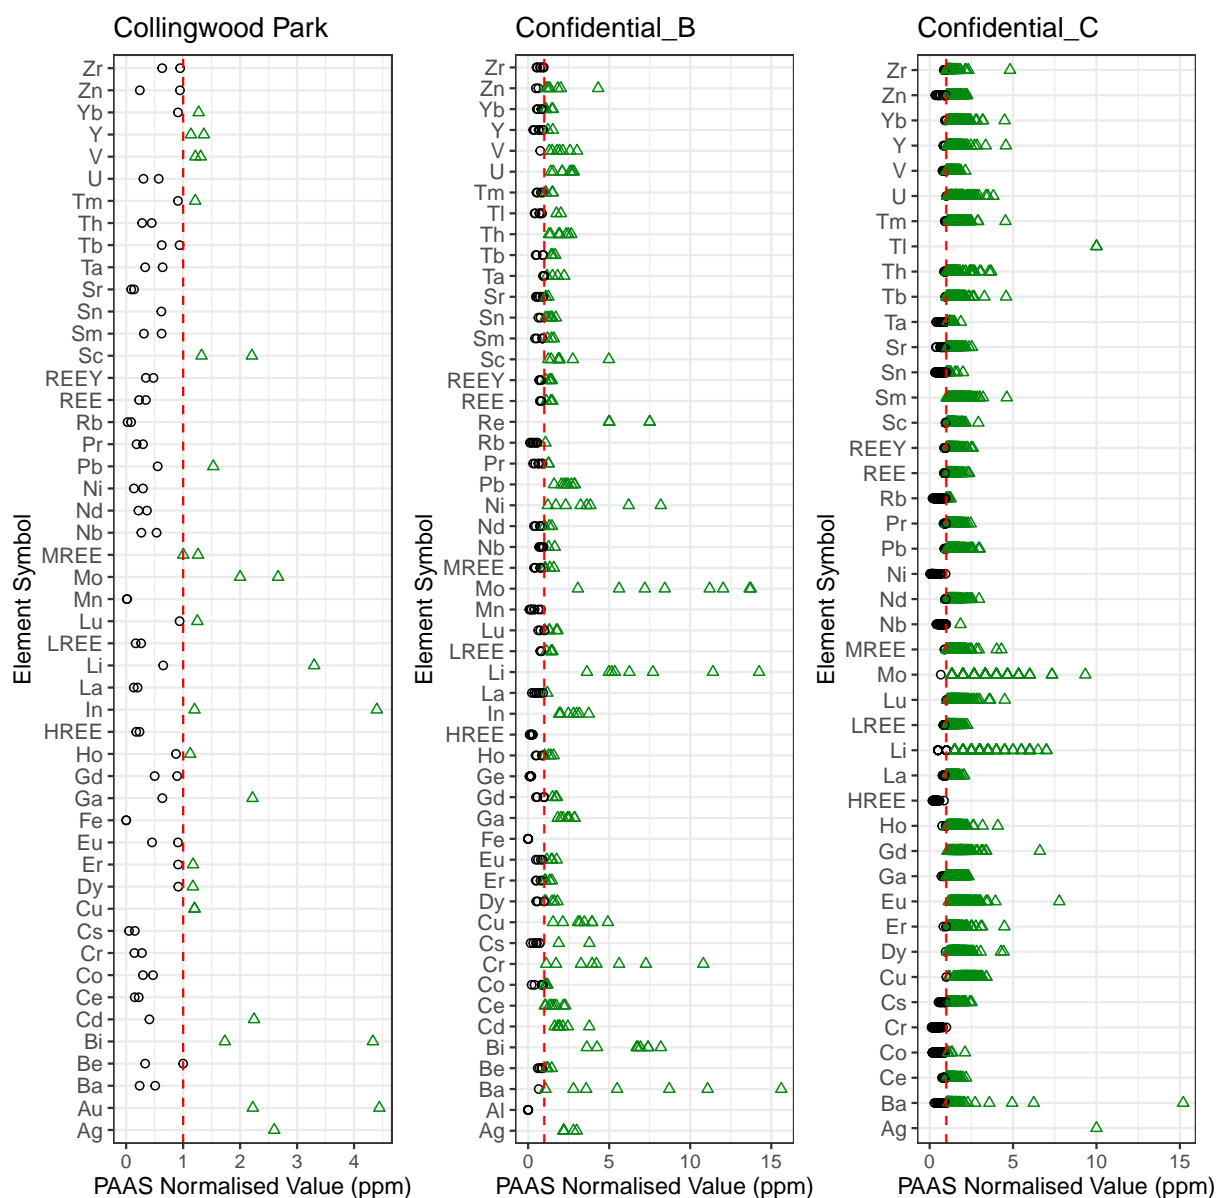 Collingwood Park
Element Symbol
Zr
Zn
Yb
Y
V
U
Tm
Th
Tb
Ta
Sr
Sn
Sm
Sc
REEY
REE
Rb
Pr
Pb
Ni
Nd
Nb
MREE
Mo
Mn
Lu
LREE
Li
La
In
HREE
Ho
Gd
Ga
Fe
Eu
Er
Dy
Cu
Cs
Cr
Co
Ce
Cd
Bi
Be
Ba
Au
Ag
0 1 2 3 4
PAAS Normalised Value (ppm)
Confidential_B
Element Symbol
Zr
Zn
Yb
Y
V
U
Tm
Tl
Th
Tb
Ta
Sr
Sn
Sm
Sc
REEY
REE
Re
Rb
Pr
Pb
Ni
Nd
Nb
MREE
Mo
Mn
Lu
LREE
Li
La
In
HREE
Ho
Ge
Gd
Ga
Fe
Eu
Er
Dy
Cu
Cs
Cr
Co
Ce
Cd
Bi
Be
Ba
Al
Ag
0 5 10 15
PAAS Normalised Value (ppm)
Confidential_C
Element Symbol
Zr
Zn
Yb
Y
V
U
Tm
Tl
Th
Tb
Ta
Sr
Sn
Sm
Sc
REEY
REE
Rb
Pr
Pb
Ni
Nd
Nb
MREE
Mo
Lu
LREE
Li
La
HREE
Ho
Gd
Ga
Eu
Er
Dy
Cu
Cs
Cr
Co
Ce
Ba
Ag
0 5 10 15
PAAS Normalised Value (ppm)